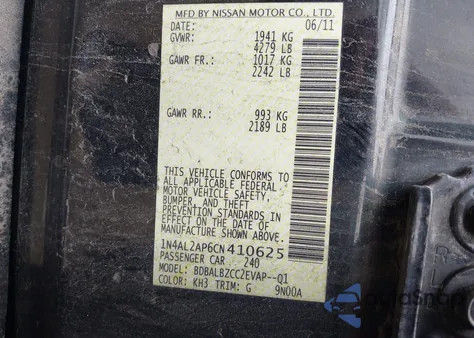 MFD BY NISSAN MOTOR CO., LTD.
DATE: 06/11
GVWR: 1941 KG
4279 LB
GAWR FR.: 1017 KG
2242 LB
GAWR RR.: 993 KG
2189 LB
THIS VEHICLE CONFORMS TO
ALL APPLICABLE FEDERAL
MOTOR VEHICLE SAFETY,
BUMPER, AND THEFT
PREVENTION STANDARDS IN
EFFECT ON THE DATE OF
MANUFACTURE SHOWN ABOVE.
1N4AL2AP6CN410625
PASSENGER CAR 240
MODEL: BDBALBZCC2EVAP--Q1
COLOR: KH3 TRIM: G 9N00A